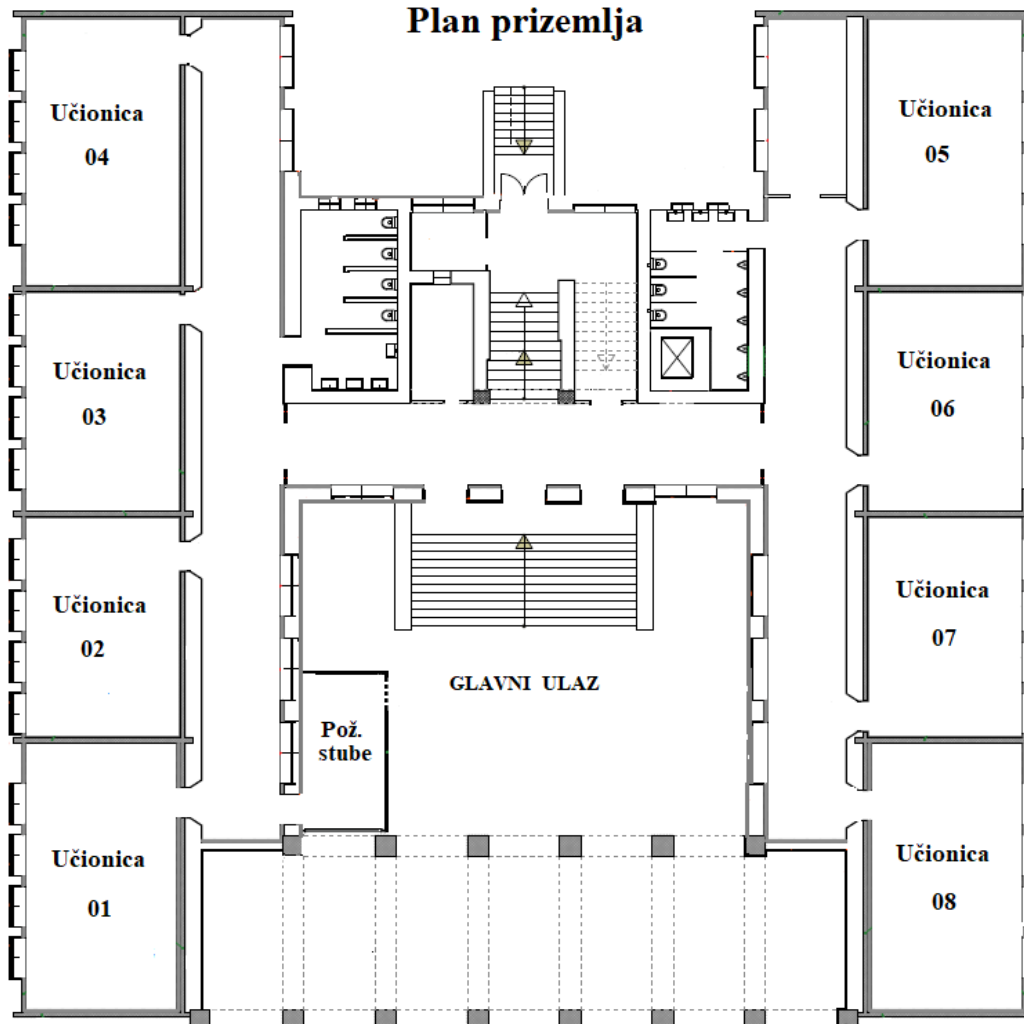 Plan prizemlja
Učionica
04
Učionica
05
Učionica
03
Učionica
06
Učionica
02
Učionica
07
GLAVNI ULAZ
Pož.
stube
Učionica
01
Učionica
08